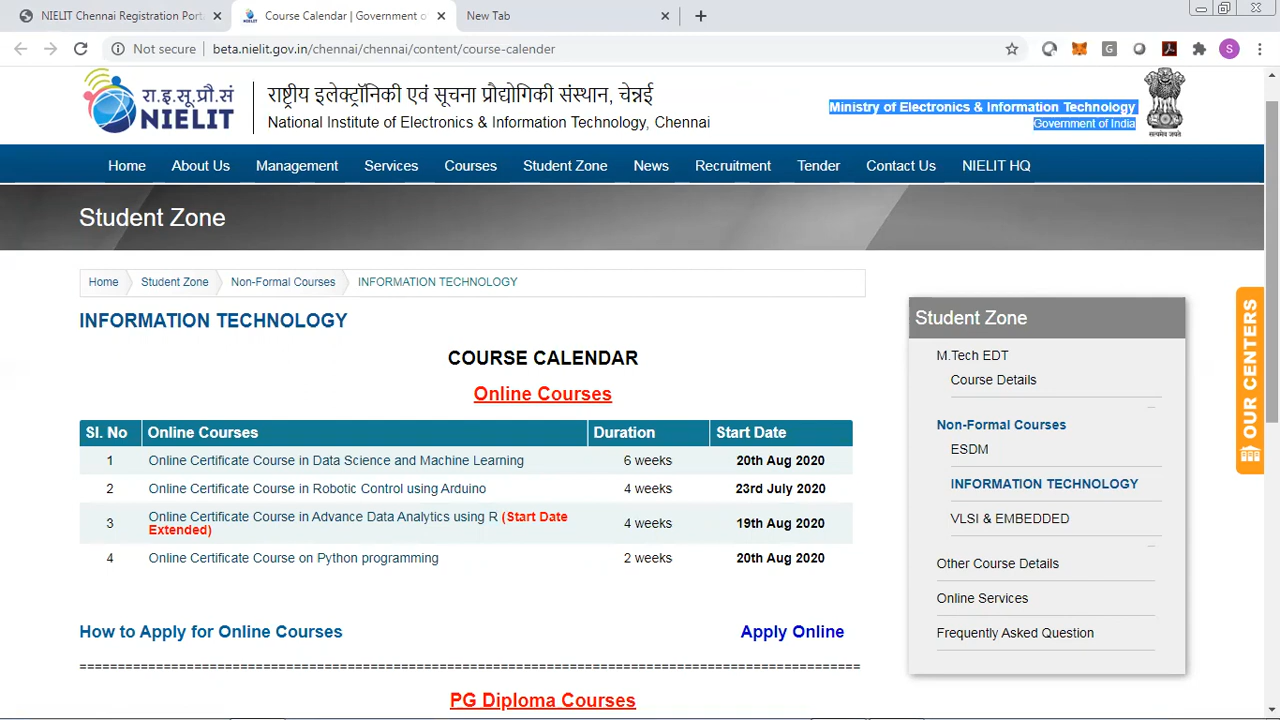 NIELIT Chennai Registration Port
Course Calendar | Government o
New Tab
Not secure
beta.nielit.gov.in/chennai/chennai/content/course-calender
G
S
रा.इ.सू.प्रौ.सं
NIELIT
राष्ट्रीय इलेक्ट्रॉनिकी एवं सूचना प्रौद्योगिकी संस्थान, चेन्नई
National Institute of Electronics & Information Technology, Chennai
Ministry of Electronics & Information Technology
Government of India
सत्यमेव जयते
Home About Us Management Services Courses Student Zone News Recruitment Tender Contact Us NIELIT HQ
Student Zone
Home Student Zone Non-Formal Courses INFORMATION TECHNOLOGY
INFORMATION TECHNOLOGY
COURSE CALENDAR
Online Courses
Sl. No Online Courses Duration Start Date
1 Online Certificate Course in Data Science and Machine Learning 6 weeks 20th Aug 2020
2 Online Certificate Course in Robotic Control using Arduino 4 weeks 23rd July 2020
3 Online Certificate Course in Advance Data Analytics using R (Start Date
Extended) 4 weeks 19th Aug 2020
4 Online Certificate Course on Python programming 2 weeks 20th Aug 2020
How to Apply for Online Courses Apply Online
PG Diploma Courses
Student Zone
M.Tech EDT
Course Details
Non-Formal Courses
ESDM
INFORMATION TECHNOLOGY
VLSI & EMBEDDED
Other Course Details
Online Services
Frequently Asked Question
OUR CENTERS